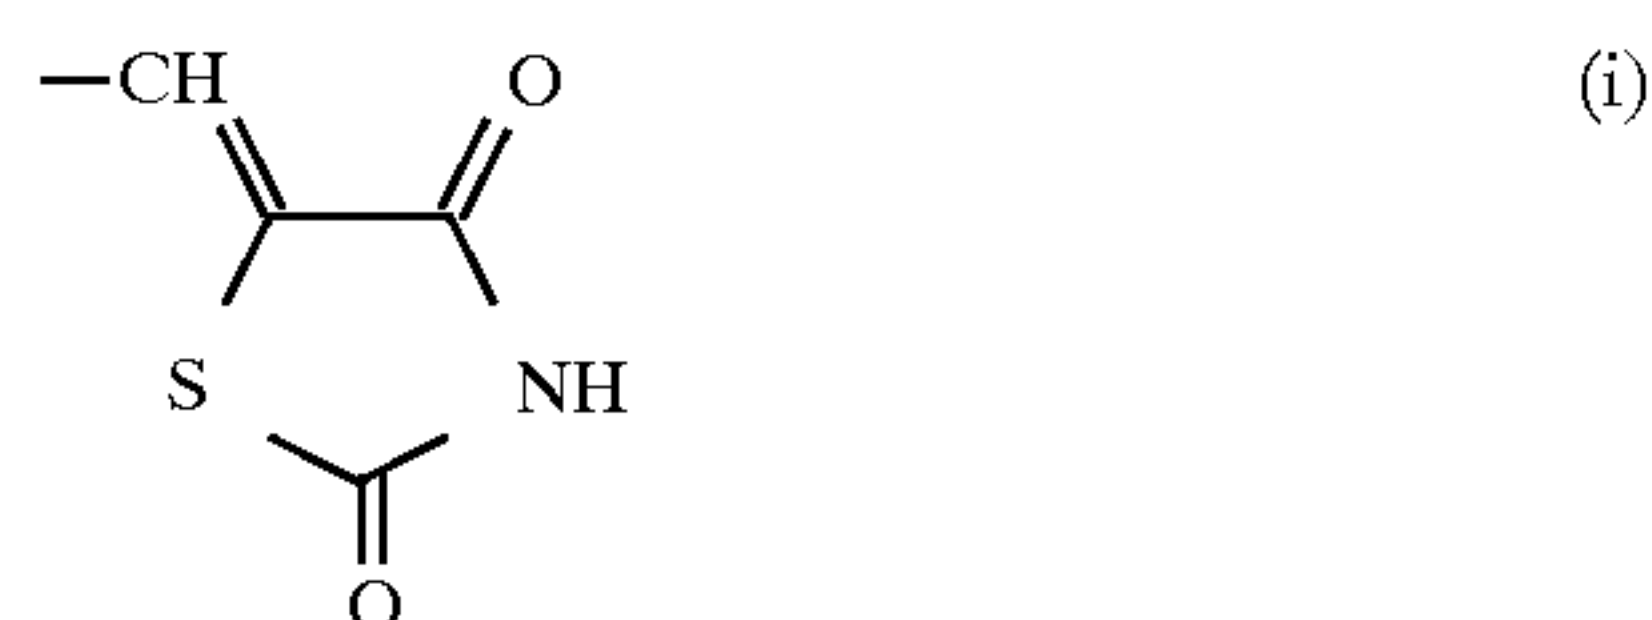 —CH O (i)
S NH
O